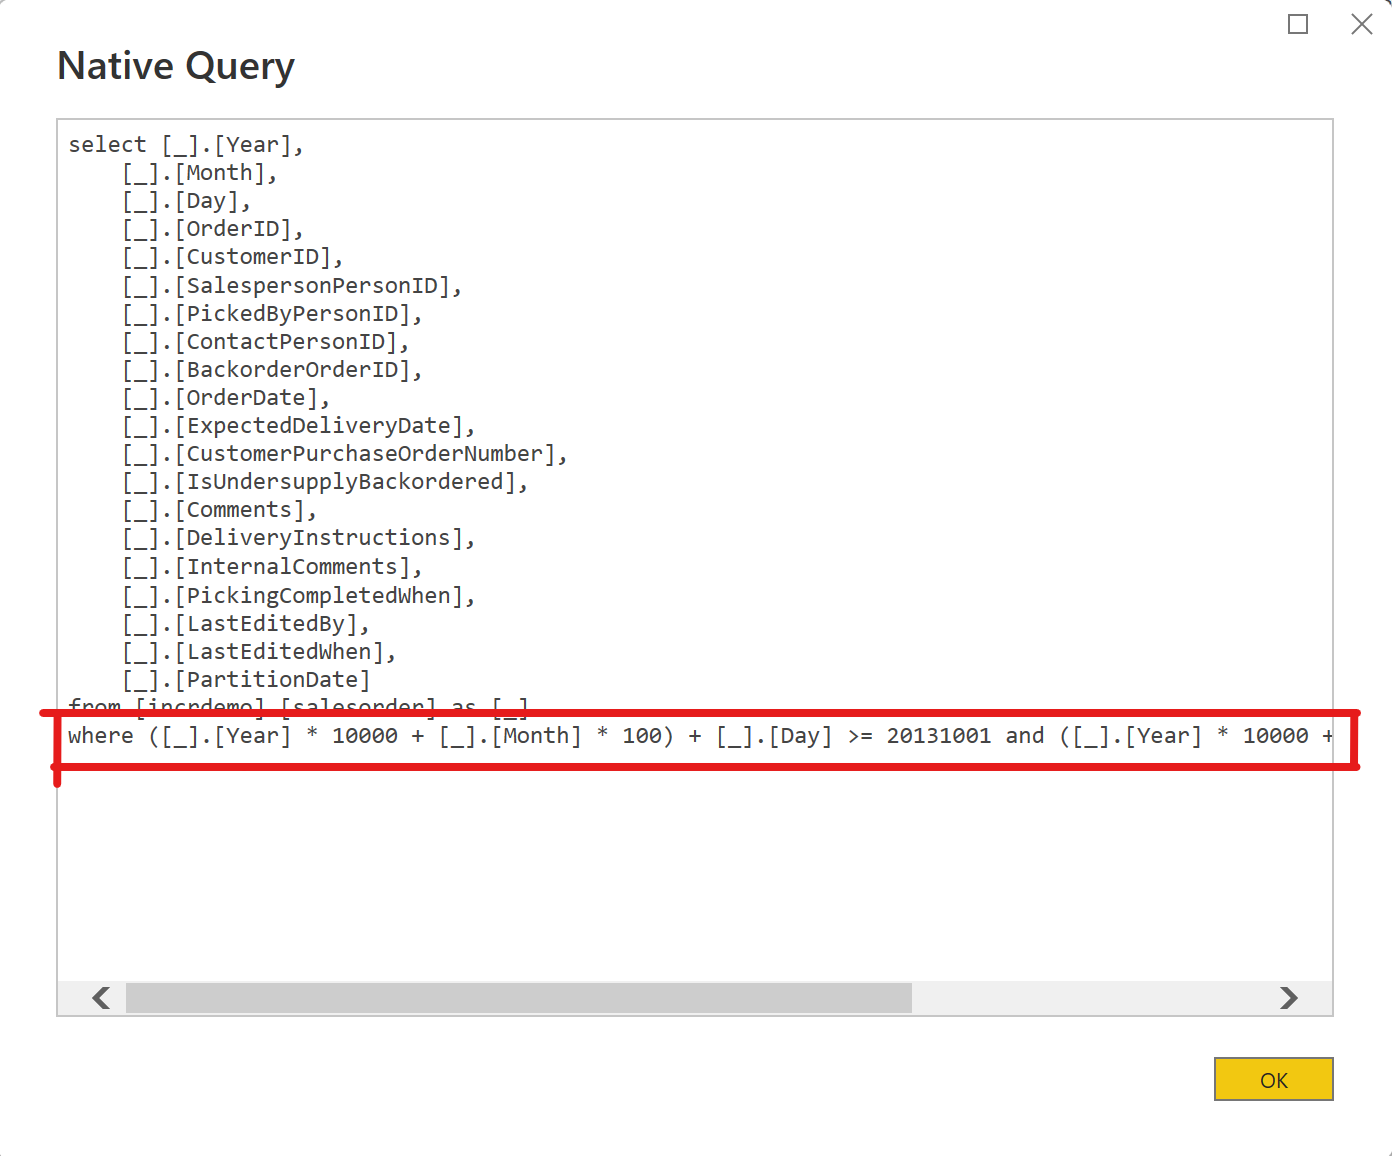 Native Query
select [_].[Year],
    [_].[Month],
    [_].[Day],
    [_].[OrderID],
    [_].[CustomerID],
    [_].[SalespersonPersonID],
    [_].[PickedByPersonID],
    [_].[ContactPersonID],
    [_].[BackorderOrderID],
    [_].[OrderDate],
    [_].[ExpectedDeliveryDate],
    [_].[CustomerPurchaseOrderNumber],
    [_].[IsUndersupplyBackordered],
    [_].[Comments],
    [_].[DeliveryInstructions],
    [_].[InternalComments],
    [_].[PickingCompletedWhen],
    [_].[LastEditedBy],
    [_].[LastEditedWhen],
    [_].[PartitionDate]
from [incrdemo].[salesorder] as [_]
where ([_].[Year] * 10000 + [_].[Month] * 100) + [_].[Day] >= 20131001 and ([_].[Year] * 10000 +
OK